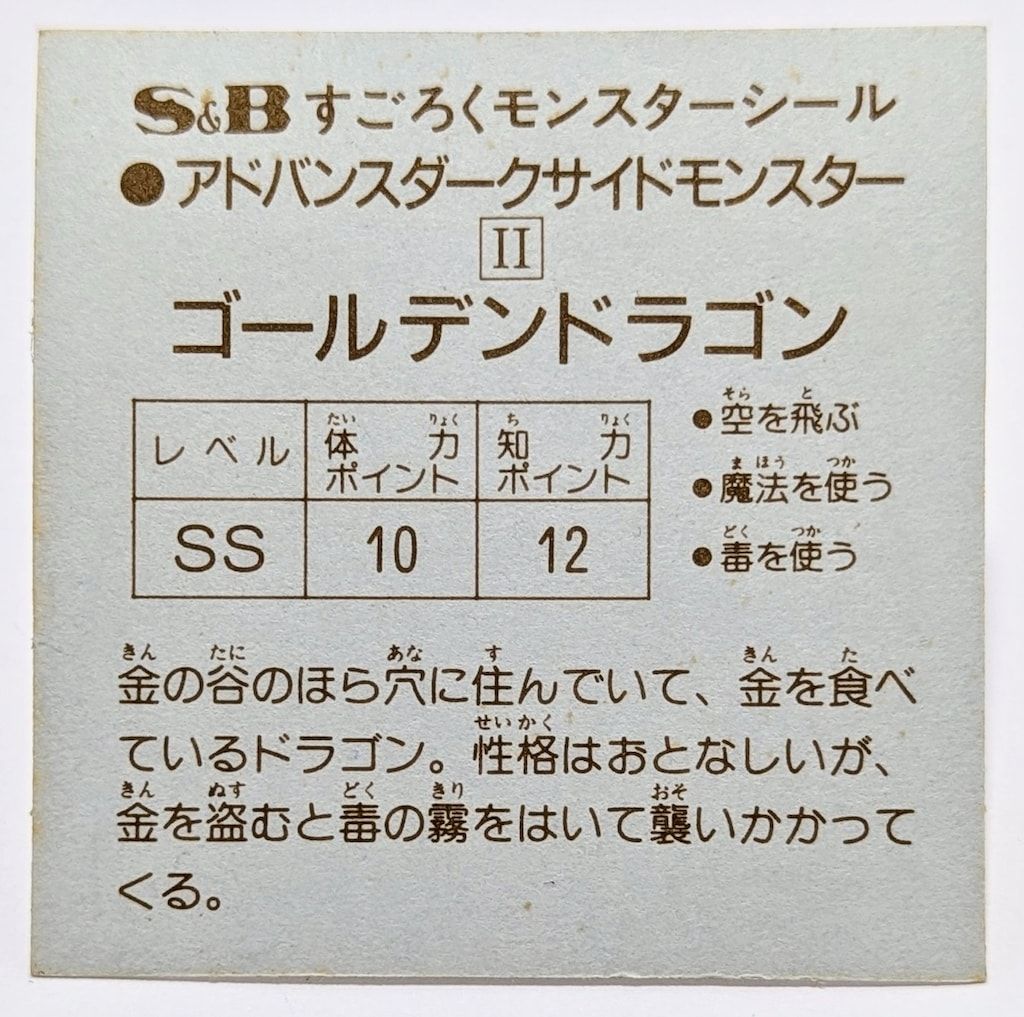 S&B すごろくモンスターシール
●アドバンスダークサイドモンスター
II
ゴールデンドラゴン
レベル 体力ポイント 知力ポイント
SS 10 12
●空を飛ぶ
●魔法を使う
●毒を使う
金の谷のほら穴に住んでいて、金を食べ
ているドラゴン。性格はおとなしいが、
金を盗むと毒の霧をはいて襲いかかって
くる。